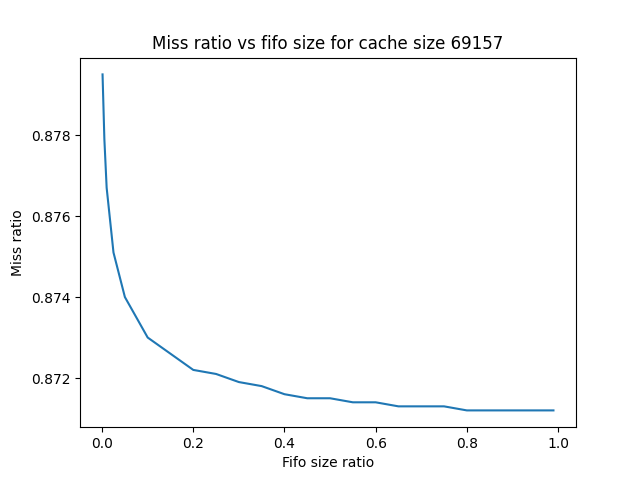 Miss ratio vs fifo size for cache size 69157
0.878
0.876
0.874
0.872
Miss ratio
0.0 0.2 0.4 0.6 0.8 1.0
Fifo size ratio